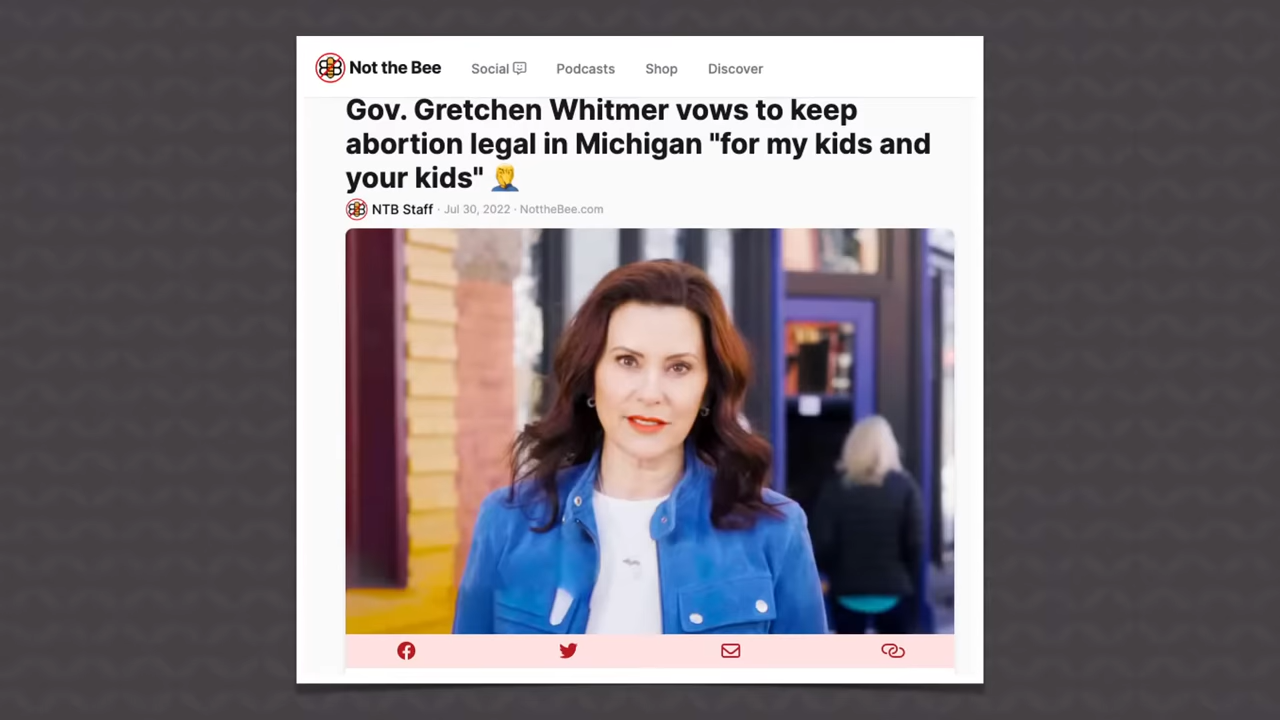 Not the Bee Social Podcasts Shop Discover
Gov. Gretchen Whitmer vows to keep
abortion legal in Michigan "for my kids and
your kids" 🤦
NTB Staff · Jul 30, 2022 · NottheBee.com